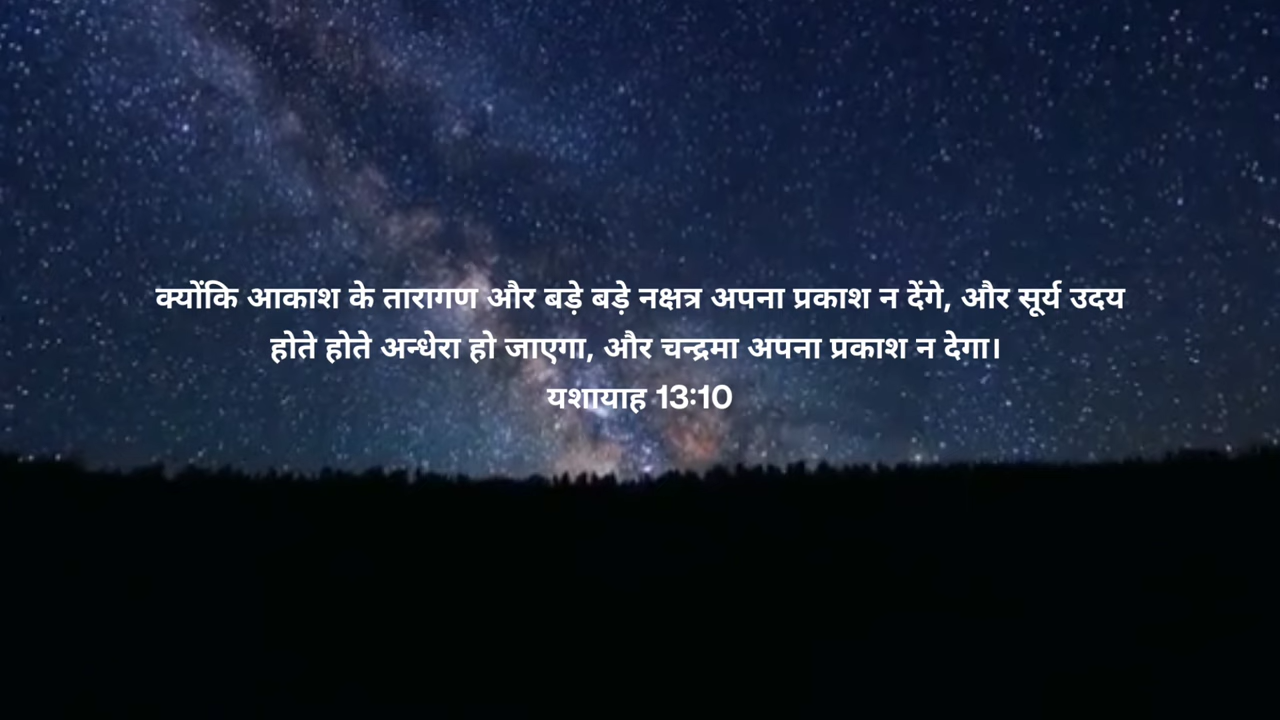 क्योंकि आकाश के तारागण और बड़े बड़े नक्षत्र अपना प्रकाश न देंगे, और सूर्य उदय
होते होते अन्धेरा हो जाएगा, और चन्द्रमा अपना प्रकाश न देगा।
यशायाह 13:10